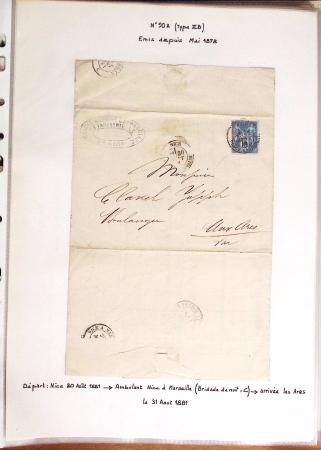 N°90A (type IIB)
Emis depuis Mai 1878
Monsieur
Clavel Joseph
Boulanger
Aux Arcs
Var
Départ: Nice 20 Août 1881 → Ambulant Nice à Marseille (Brigade de nuit: C) → arrivée les Arcs
le 31 Août 1881